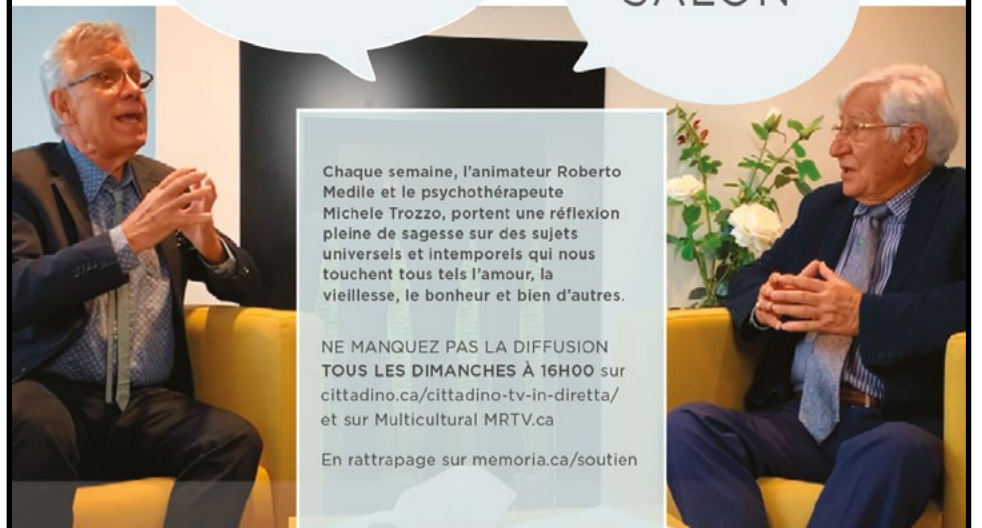 SALON
Chaque semaine, l'animateur Roberto
Medile et le psychothérapeute
Michele Trozzo, portent une réflexion
pleine de sagesse sur des sujets
universels et intemporels qui nous
touchent tous tels l'amour, la
vieillesse, le bonheur et bien d'autres.
NE MANQUEZ PAS LA DIFFUSION
TOUS LES DIMANCHES À 16H00 sur
cittadino.ca/cittadino-tv-in-diretta/
et sur Multicultural MRTV.ca
En rattrapage sur memoria.ca/soutien